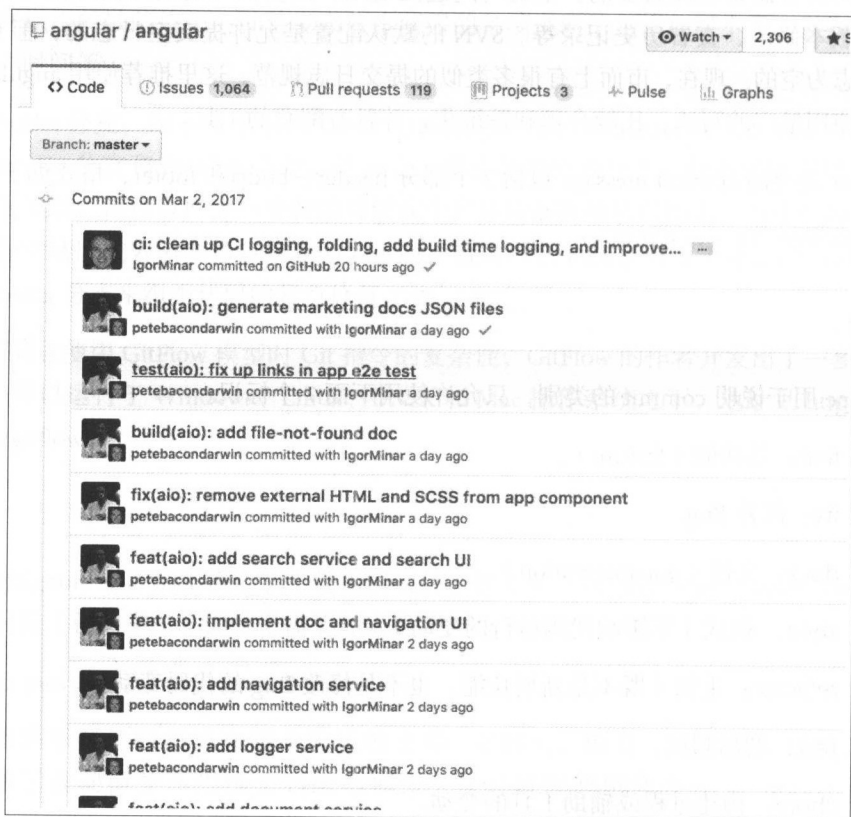 angular / angular
Watch 2,306 S
Code Issues 1,064 Pull requests 119 Projects 3 Pulse Graphs
Branch: master
Commits on Mar 2, 2017
ci: clean up CI logging, folding, add build time logging, and improve... ...
IgorMinar committed on GitHub 20 hours ago
build(aio): generate marketing docs JSON files
petebacondarwin committed with IgorMinar a day ago
test(aio): fix up links in app e2e test
petebacondarwin committed with IgorMinar a day ago
build(aio): add file-not-found doc
petebacondarwin committed with IgorMinar a day ago
fix(aio): remove external HTML and SCSS from app component
petebacondarwin committed with IgorMinar a day ago
feat(aio): add search service and search UI
petebacondarwin committed with IgorMinar a day ago
feat(aio): implement doc and navigation UI
petebacondarwin committed with IgorMinar 2 days ago
feat(aio): add navigation service
petebacondarwin committed with IgorMinar 2 days ago
feat(aio): add logger service
petebacondarwin committed with IgorMinar 2 days ago
feat(aio): add document service